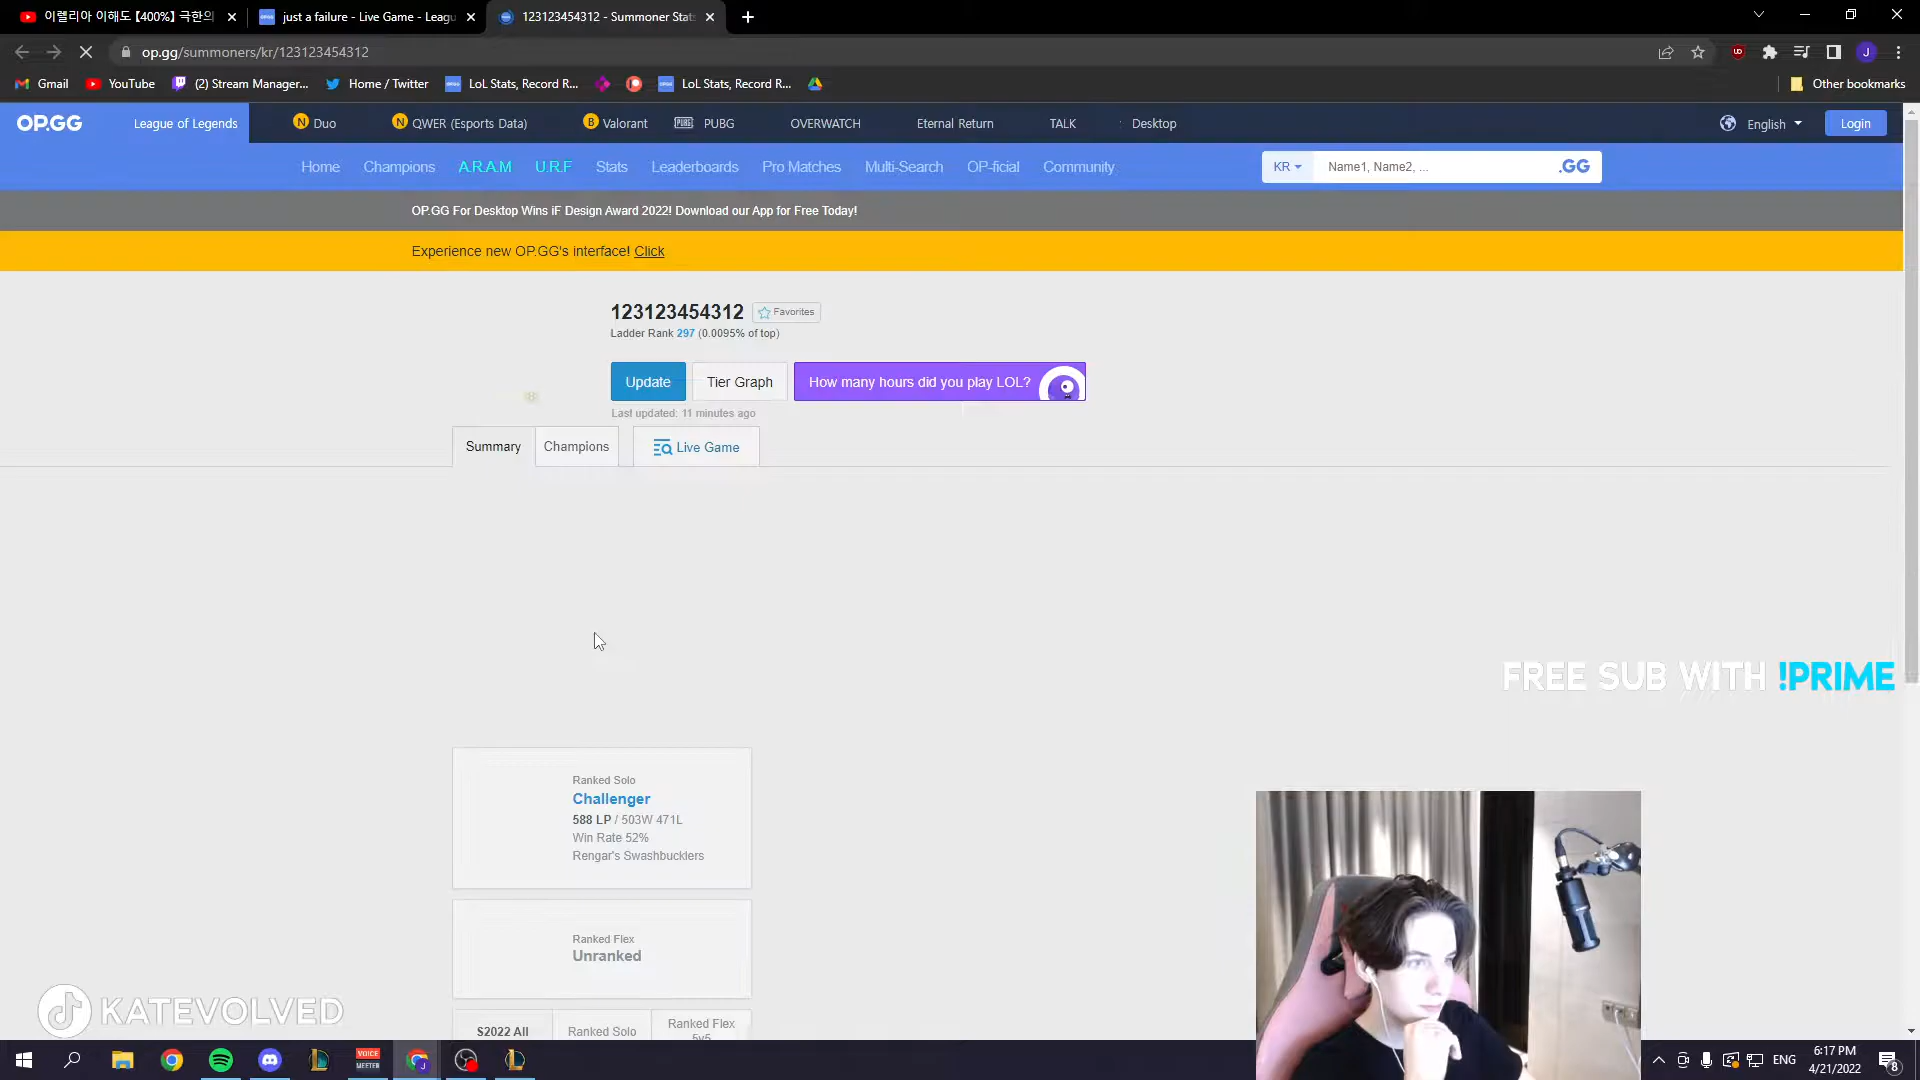 이렐리아 이해도 【400%】 극한의
just a failure - Live Game - Leagu
123123454312 - Summoner Stat
op.gg/summoners/kr/123123454312
Gmail
YouTube
(2) Stream Manager...
Home / Twitter
LoL Stats, Record R...
LoL Stats, Record R...
Other bookmarks
OP.GG
League of Legends
N Duo
N QWER (Esports Data)
B Valorant
PUBG
OVERWATCH
Eternal Return
TALK
Desktop
English
Login
Home
Champions
A.R.A.M
U.R.F
Stats
Leaderboards
Pro Matches
Multi-Search
OP-ficial
Community
KR
Name1, Name2, ...
.GG
OP.GG For Desktop Wins iF Design Award 2022! Download our App for Free Today!
Experience new OP.GG's interface! Click
123123454312
Favorites
Ladder Rank 297 (0.0095% of top)
Update
Tier Graph
How many hours did you play LOL?
Last updated: 11 minutes ago
Summary
Champions
Live Game
FREE SUB WITH !PRIME
Ranked Solo
Challenger
588 LP / 503W 471L
Win Rate 52%
Rengar's Swashbucklers
Ranked Flex
Unranked
S2022 All
Ranked Solo
Ranked Flex
5v5
KATEVOLVED
VOICE
MEETER
ENG
6:17 PM
4/21/2022
8